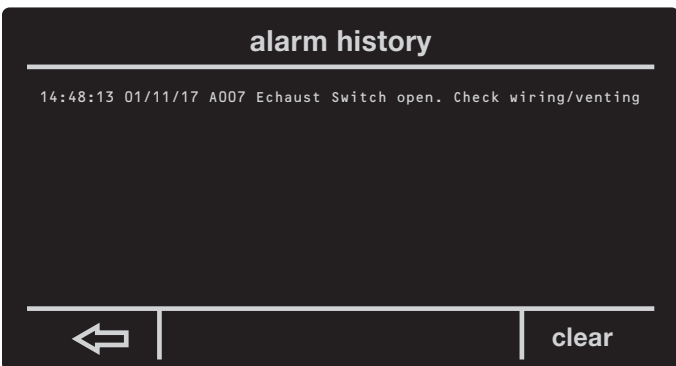 alarm history
14:48:13 01/11/17 A007 Echaust Switch open. Check wiring/venting
clear